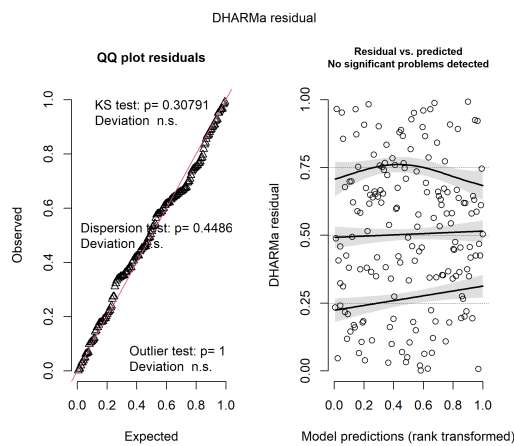 DHARMa residual
QQ plot residuals
KS test: p= 0.30791
Deviation n.s.
Dispersion test: p= 0.4486
Deviation n.s.
Outlier test: p= 1
Deviation n.s.
Observed
0.0
0.2
0.4
0.6
0.8
1.0
0.0
0.2
0.4
0.6
0.8
1.0
Expected
Residual vs. predicted
No significant problems detected
DHARMa residual
0.00
0.25
0.50
0.75
1.00
0.0
0.2
0.4
0.6
0.8
1.0
Model predictions (rank transformed)